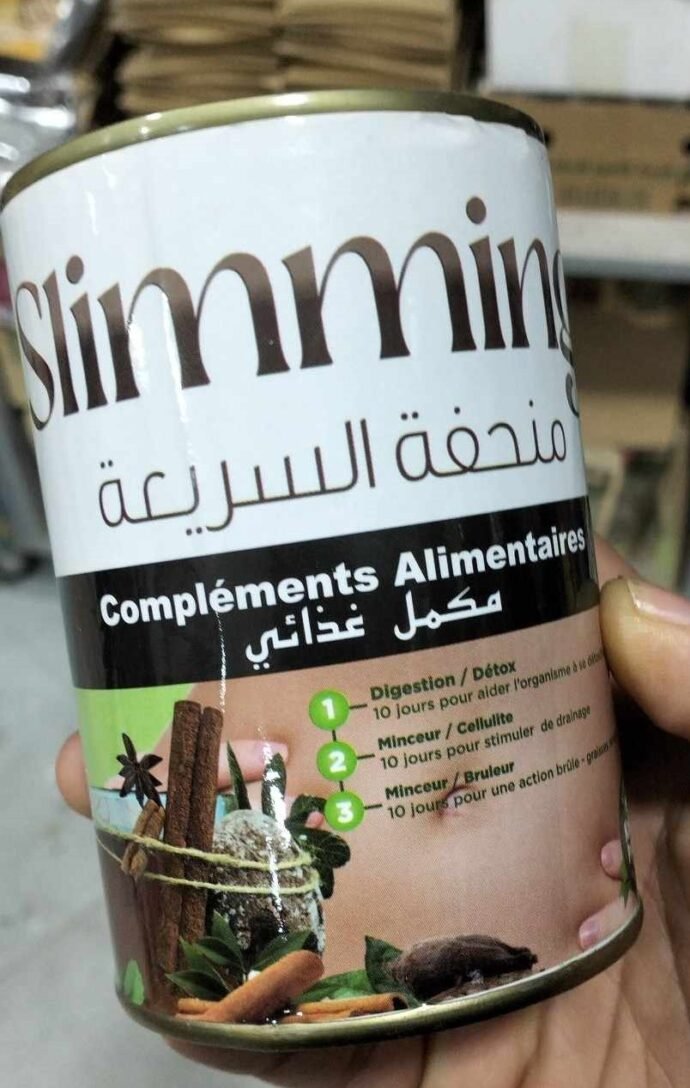 Slimming
منحفة السريعة
Compléments Alimentaires
مكمل غذائي
1 Digestion / Détox
10 jours pour aider l'organisme à se
2 Minceur / Cellulite
10 jours pour stimuler de drainage
3 Minceur / Bruleur
10 jours pour une action brûle - graisses